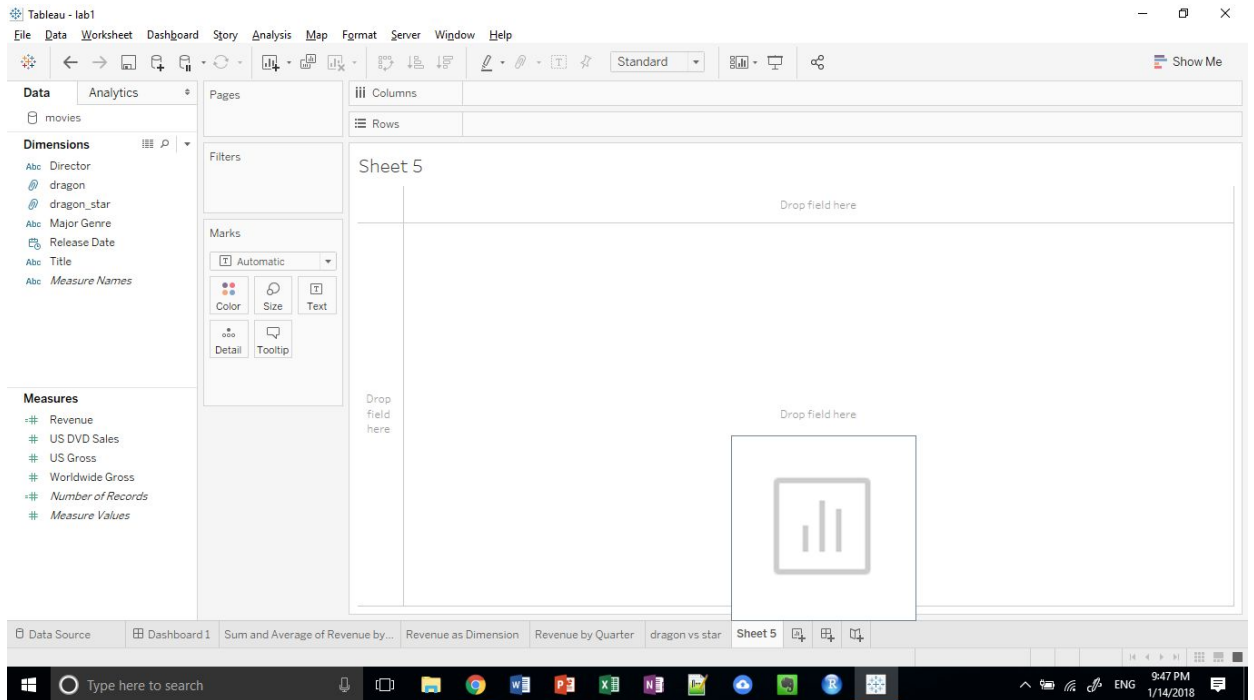 Tableau - lab1
File Data Worksheet Dashboard Story Analysis Map Format Server Window Help
Standard
Show Me
Data Analytics
movies
Dimensions
Abc Director
dragon
dragon_star
Abc Major Genre
Release Date
Abc Title
Abc Measure Names
Measures
=# Revenue
# US DVD Sales
# US Gross
# Worldwide Gross
=# Number of Records
# Measure Values
Pages
Filters
Marks
T Automatic
Color Size Text
Detail Tooltip
iii Columns
Rows
Sheet 5
Drop field here
Drop
field
here
Drop field here
Data Source Dashboard 1 Sum and Average of Revenue by... Revenue as Dimension Revenue by Quarter dragon vs star Sheet 5
Type here to search
ENG
9:47 PM
1/14/2018